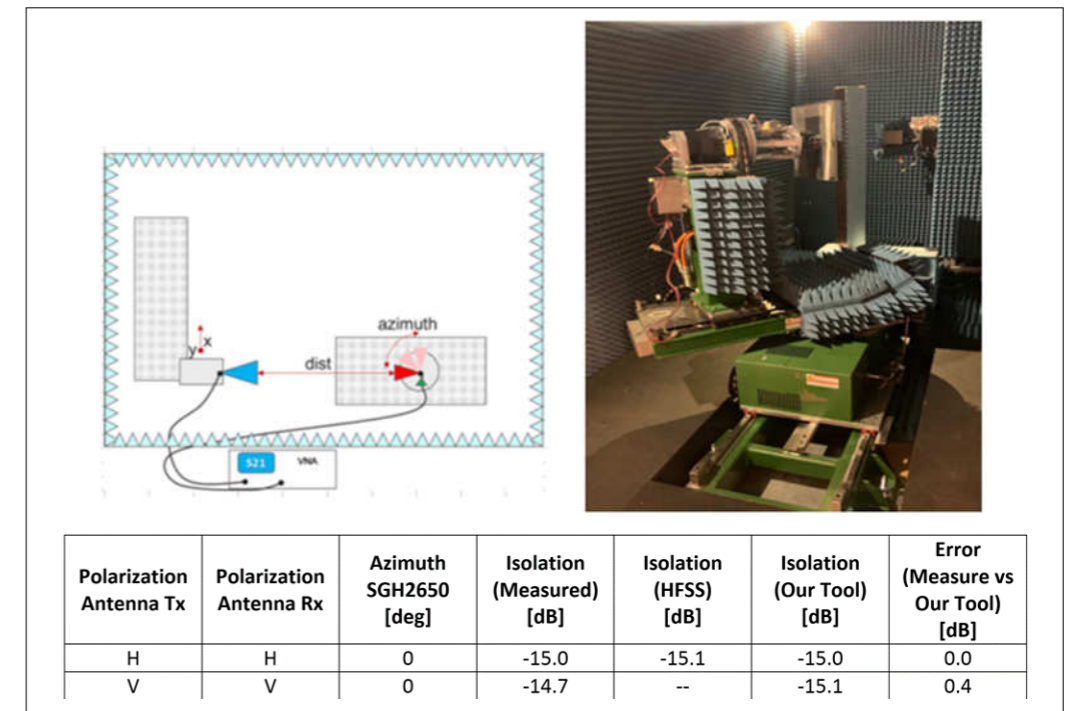 azimuth
x
y
dist
S21
VNA
Polarization Antenna Tx | Polarization Antenna Rx | Azimuth SGH2650 [deg] | Isolation (Measured) [dB] | Isolation (HFSS) [dB] | Isolation (Our Tool) [dB] | Error (Measure vs Our Tool) [dB]
H | H | 0 | -15.0 | -15.1 | -15.0 | 0.0
V | V | 0 | -14.7 | -- | -15.1 | 0.4